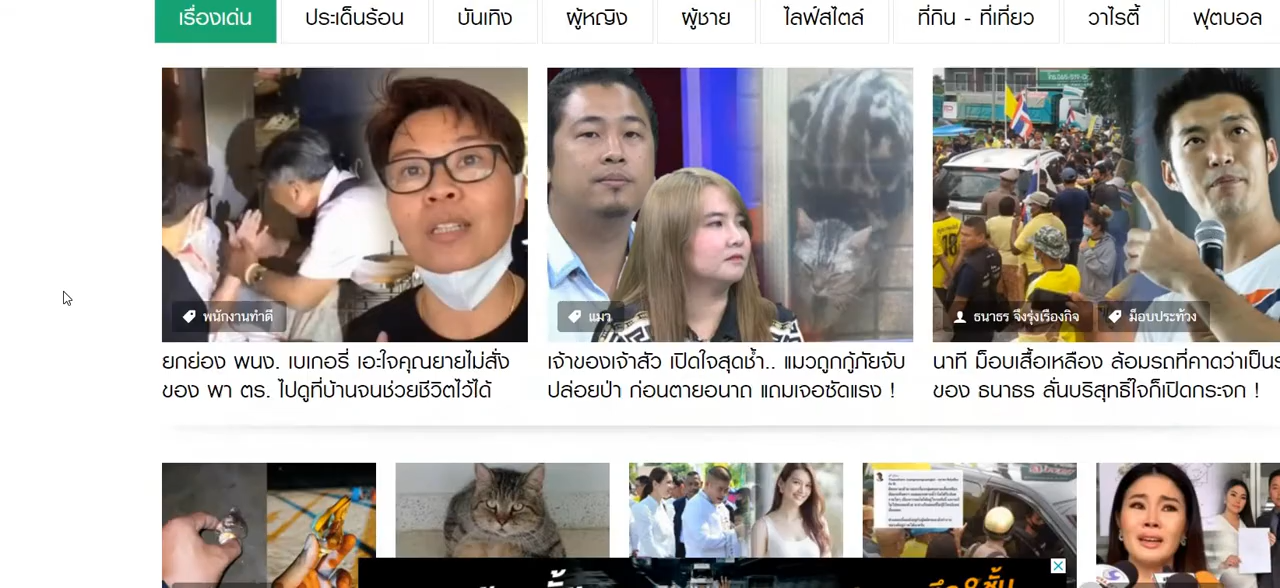 เรื่องเด่น
ประเด็นร้อน
บันเทิง
ผู้หญิง
ผู้ชาย
ไลฟ์สไตล์
ที่กิน - ที่เที่ยว
วาไรตี้
ฟุตบอล
พนักงานทำดี
แมว
ธนาธร จึงรุ่งเรืองกิจ
ม็อบประท้วง
ยกย่อง พนง. เบเกอรี่ เอะใจคุณยายไม่สั่ง
ของ พา ตร. ไปดูที่บ้านจนช่วยชีวิตไว้ได้
เจ้าของเจ้าสัว เปิดใจสุดช้ำ.. แมวถูกกู้ภัยจับ
ปล่อยป่า ก่อนตายอนาถ แถมเจอซัดแรง !
นาที ม็อบเสื้อเหลือง ล้อมรถที่คาดว่าเป็นร
ของ ธนาธร ลั่นบริสุทธิ์ใจก็เปิดกระจก !